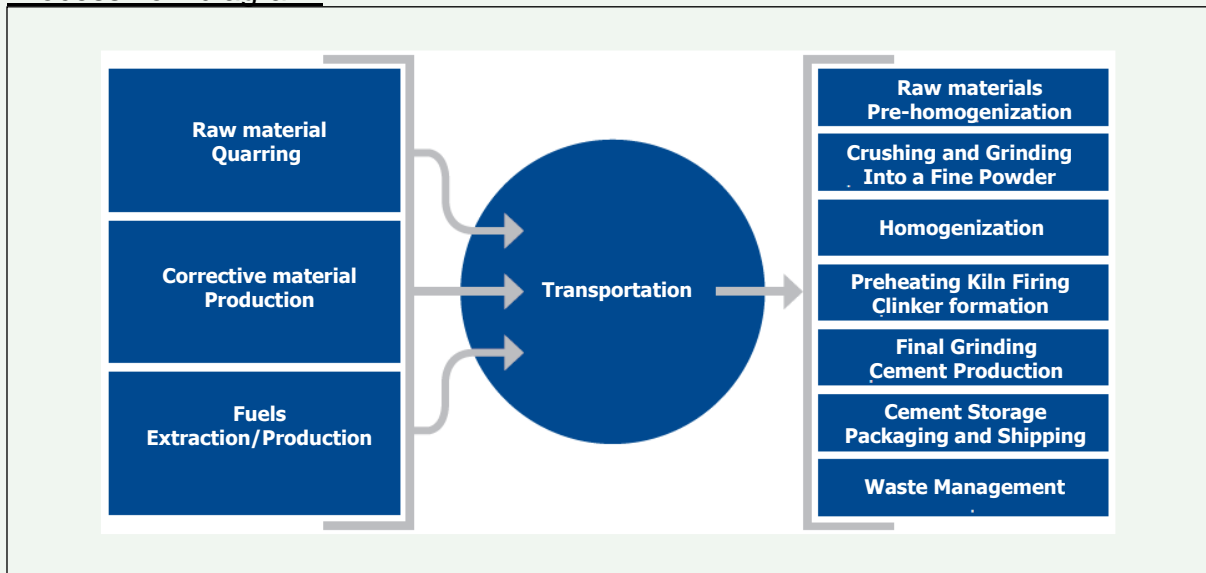 Raw material
Quarring
Corrective material
Production
Fuels
Extraction/Production
Transportation
Raw materials
Pre-homogenization
Crushing and Grinding
Into a Fine Powder
Homogenization
Preheating Kiln Firing
Clinker formation
Final Grinding
Cement Production
Cement Storage
Packaging and Shipping
Waste Management